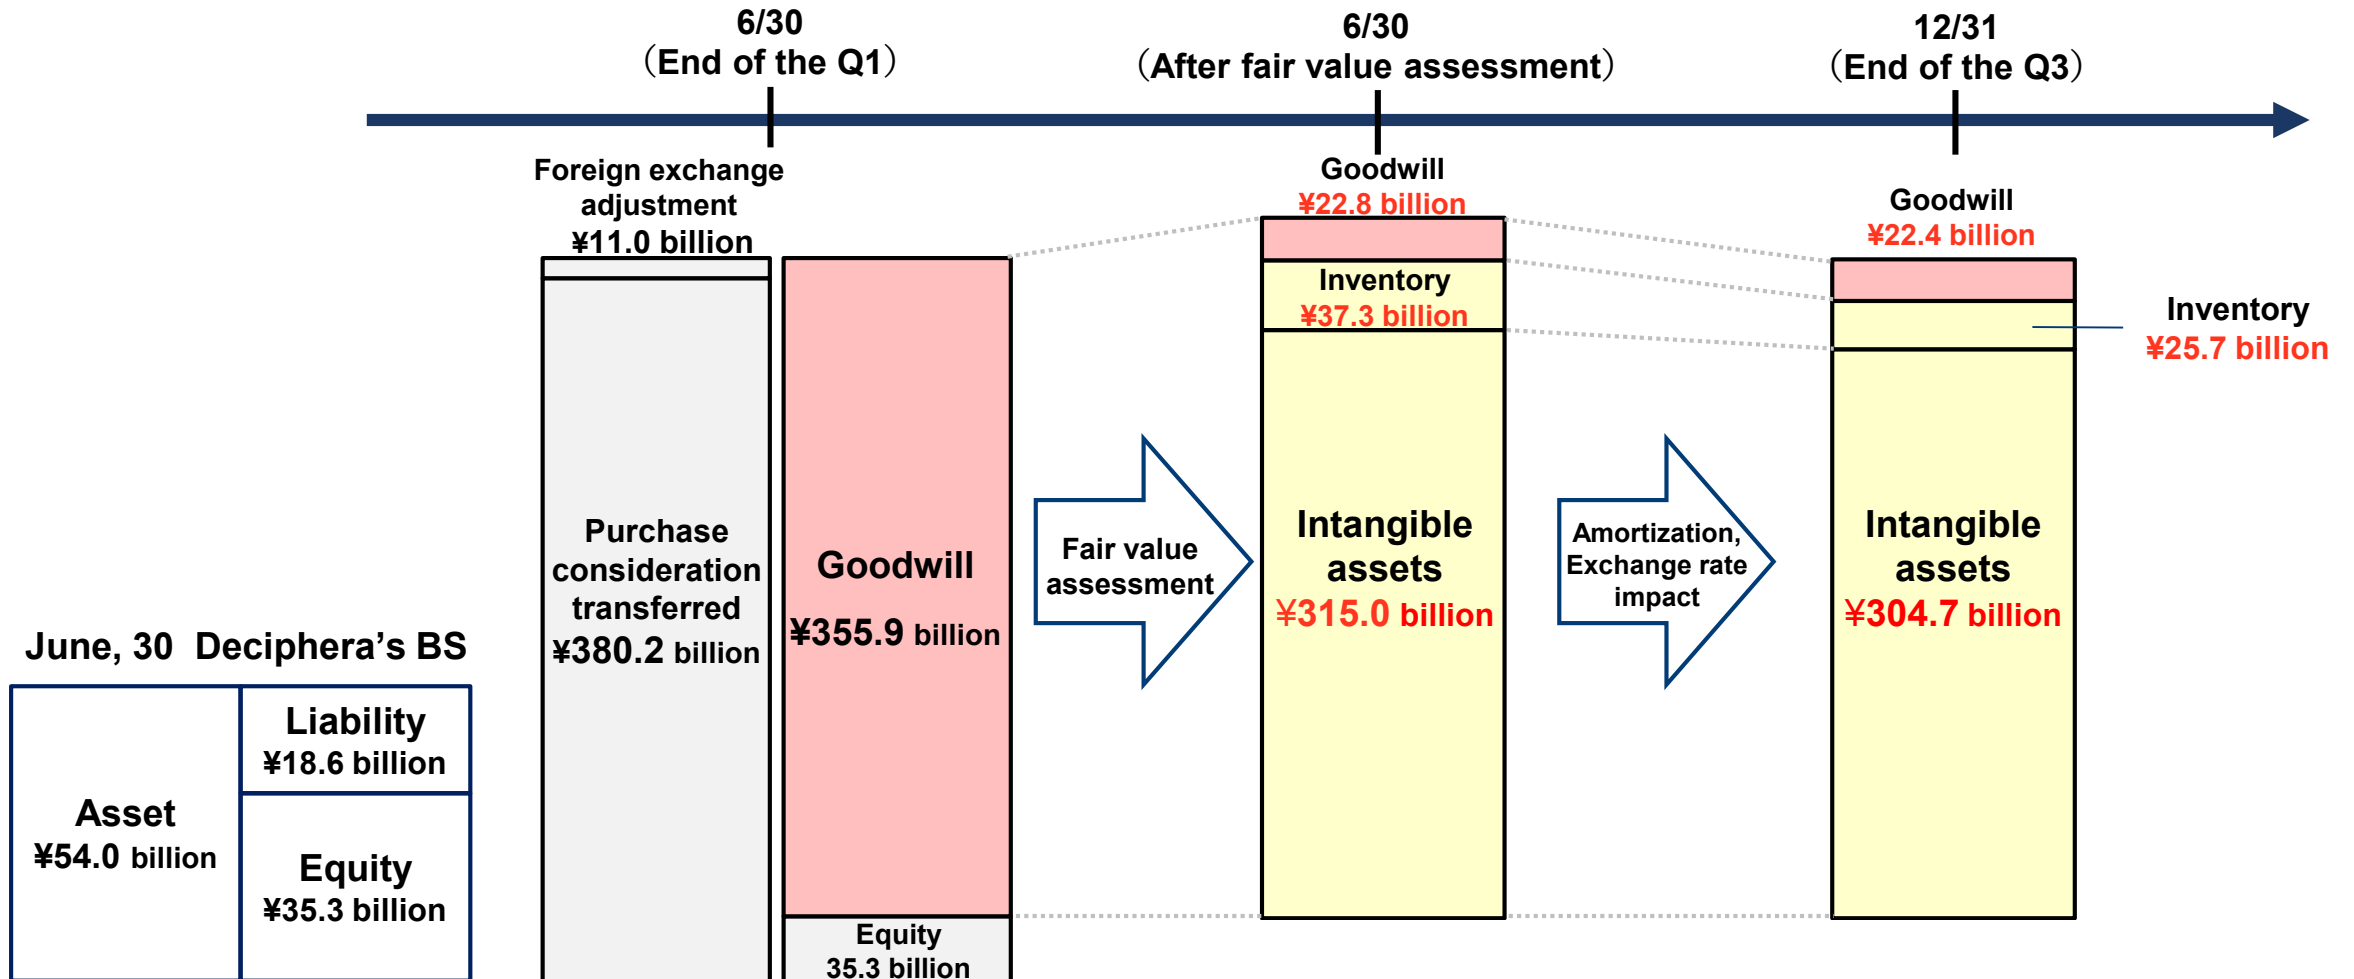 6/30
（End of the Q1）
6/30
（After fair value assessment）
12/31
（End of the Q3）
Foreign exchange
adjustment
¥11.0 billion
Purchase
consideration
transferred
¥380.2 billion
Goodwill
¥355.9 billion
Equity
35.3 billion
Fair value
assessment
Goodwill
¥22.8 billion
Inventory
¥37.3 billion
Intangible
assets
¥315.0 billion
Amortization,
Exchange rate
impact
Goodwill
¥22.4 billion
Inventory
¥25.7 billion
Intangible
assets
¥304.7 billion
June, 30 Deciphera’s BS
Asset
¥54.0 billion
Liability
¥18.6 billion
Equity
¥35.3 billion